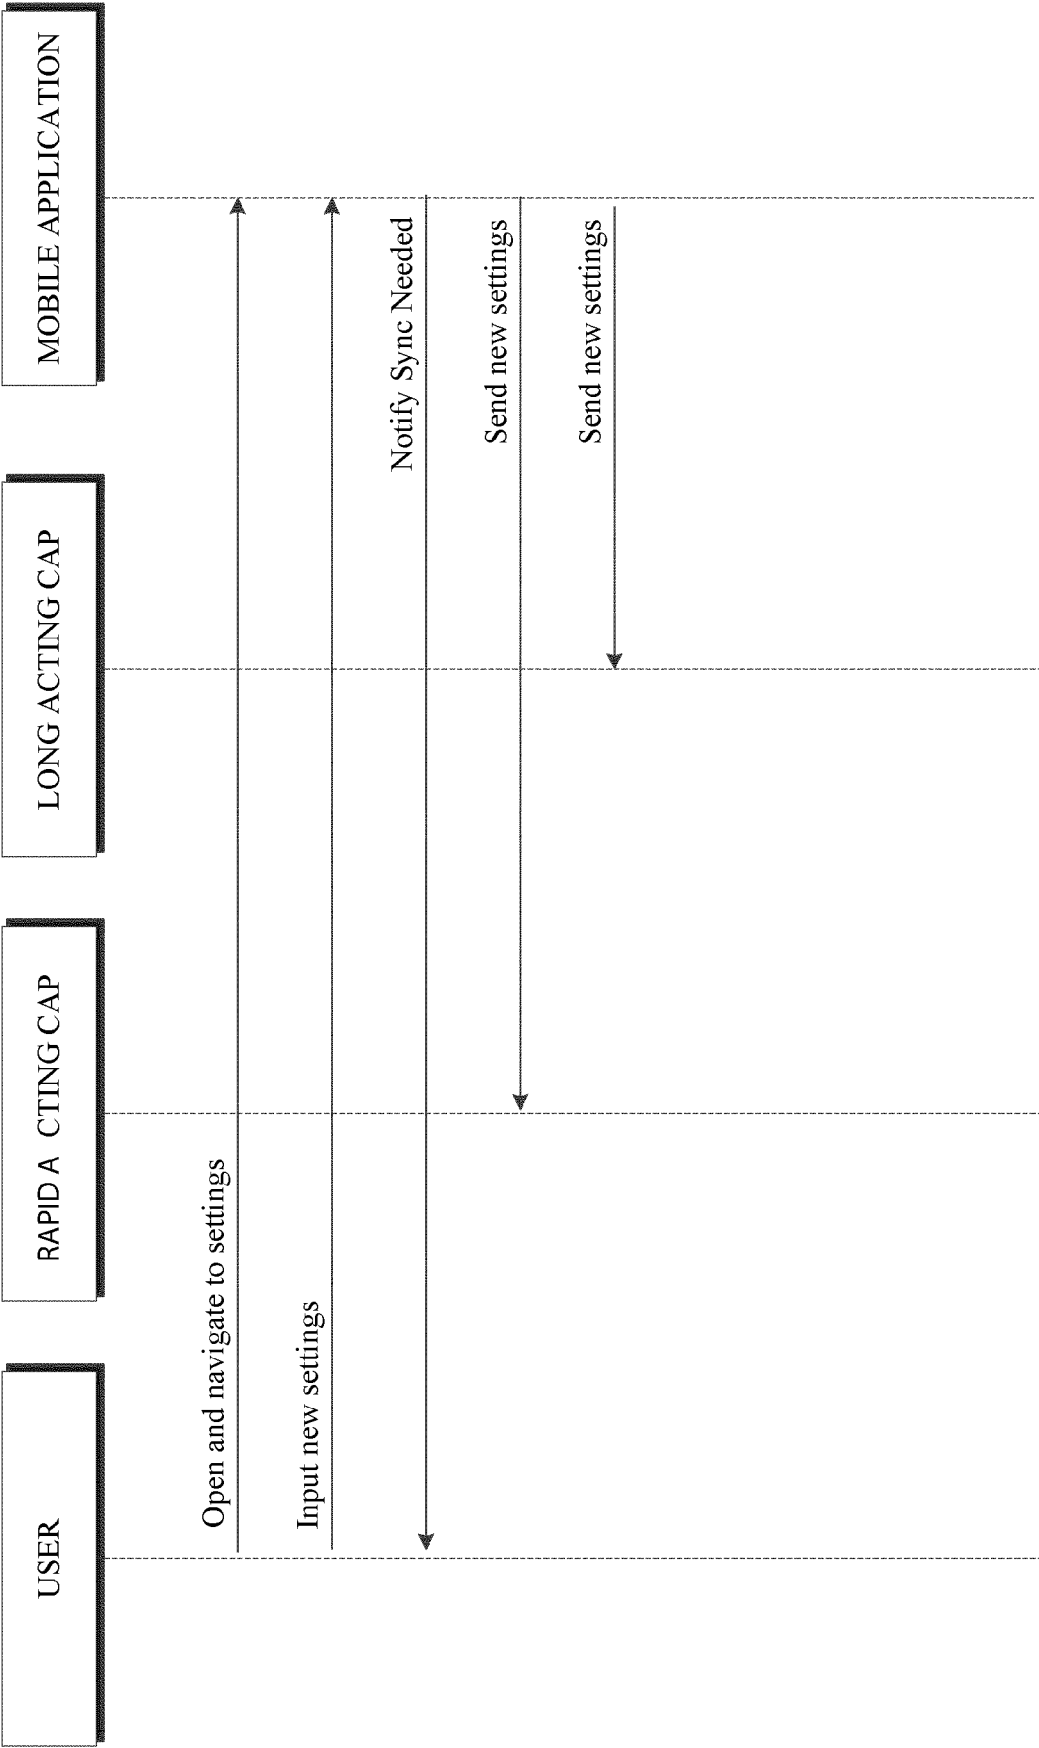 USER
RAPID A CTING CAP
LONG ACTING CAP
MOBILE APPLICATION
Open and navigate to settings
Input new settings
Notify Sync Needed
Send new settings
Send new settings